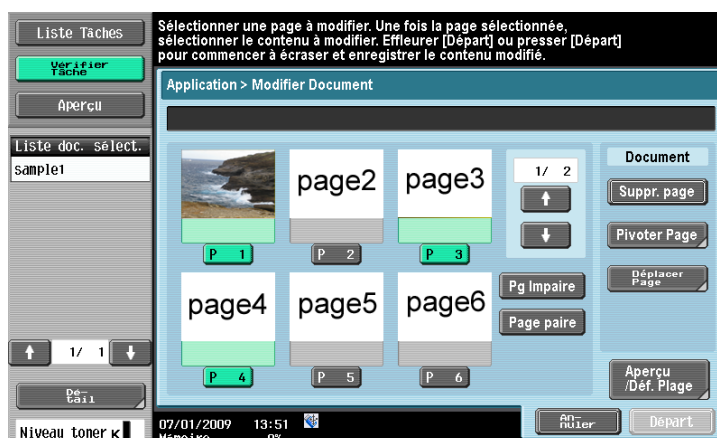 Liste Tâches
Vérifier
Tâche
Aperçu
Liste doc. sélect.
sample1
1/ 1
Dé-
tail
Niveau toner K
Sélectionner une page à modifier. Une fois la page sélectionnée,
sélectionner le contenu à modifier. Effleurer [Départ] ou presser [Départ]
pour commencer à écraser et enregistrer le contenu modifié.
Application > Modifier Document
page2
page3
P 1
P 2
P 3
page4
page5
page6
P 4
P 5
P 6
1/ 2
Pg Impaire
Page paire
Document
Suppr. page
Pivoter Page
Déplacer
Page
Aperçu
/Déf. Plage
07/01/2009 13:51
Mémoire 0%
An-
nuler
Départ